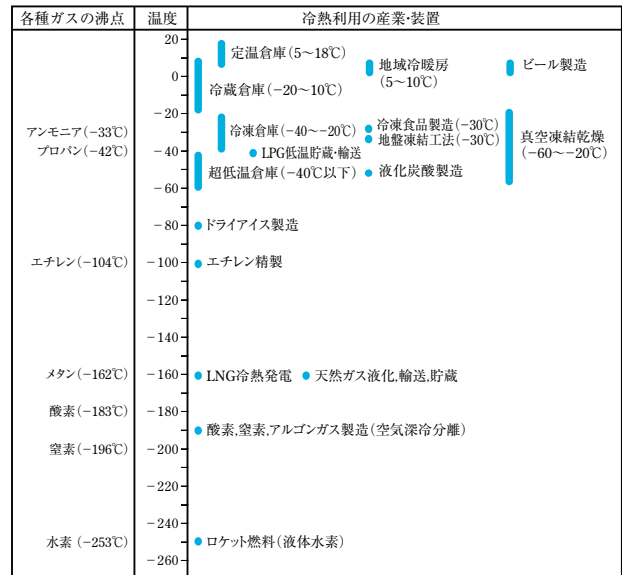 各種ガスの沸点 温度 冷熱利用の産業・装置
20
定温倉庫(5～18℃)
地域冷暖房
(5～10℃)
ビール製造
0
冷蔵倉庫(-20～10℃)
-20
アンモニア(-33℃)
冷凍倉庫(-40～-20℃)
冷凍食品製造(-30℃)
地盤凍結工法(-30℃)
真空凍結乾燥
(-60～-20℃)
プロパン(-42℃)
-40
LPG低温貯蔵・輸送
超低温倉庫(-40℃以下)
液化炭酸製造
-60
-80
ドライアイス製造
エチレン(-104℃)
-100
エチレン精製
-120
-140
メタン(-162℃)
-160
LNG冷熱発電
天然ガス液化,輸送,貯蔵
酸素(-183℃)
-180
酸素,窒素,アルゴンガス製造(空気深冷分離)
窒素(-196℃)
-200
-220
-240
水素(-253℃)
ロケット燃料(液体水素)
-260